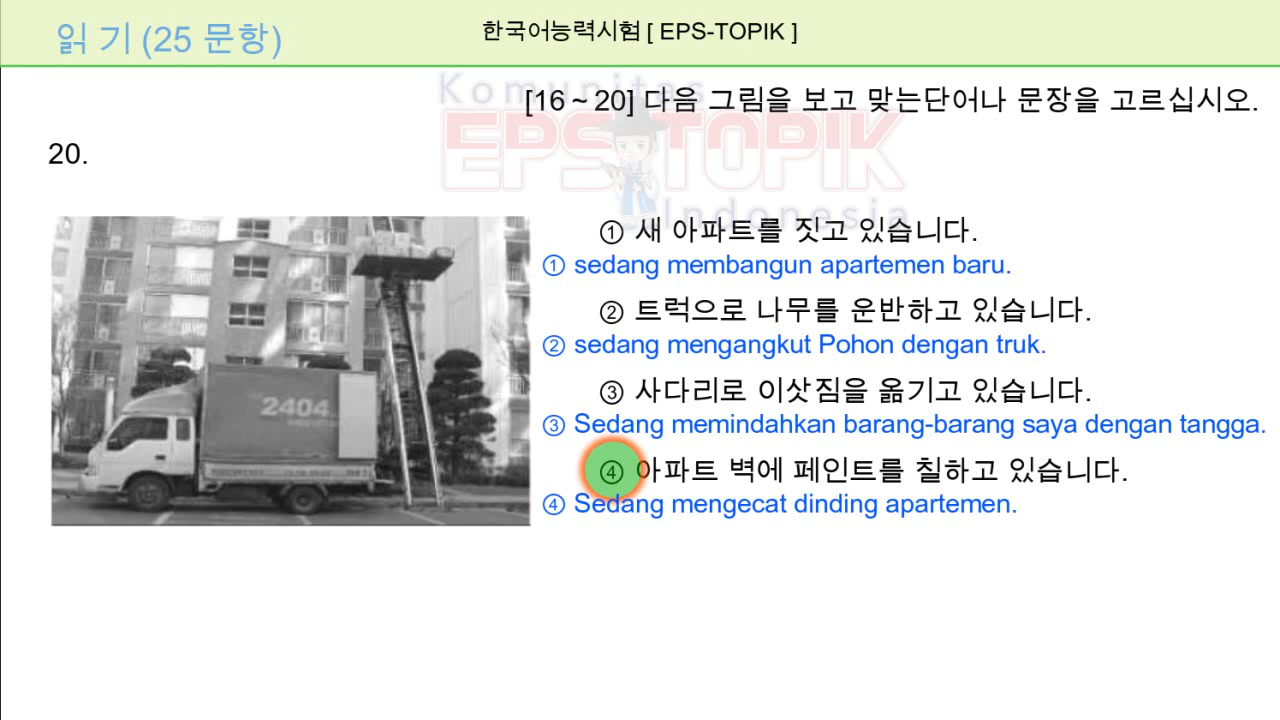 읽 기 (25 문항)
한국어능력시험 [ EPS-TOPIK ]
Komunitas
EPS TOPIK
Indonesia
[16 ~ 20] 다음 그림을 보고 맞는단어나 문장을 고르십시오.
20.
2404
① 새 아파트를 짓고 있습니다.
① sedang membangun apartemen baru.
② 트럭으로 나무를 운반하고 있습니다.
② sedang mengangkut Pohon dengan truk.
③ 사다리로 이삿짐을 옮기고 있습니다.
③ Sedang memindahkan barang-barang saya dengan tangga.
④ 아파트 벽에 페인트를 칠하고 있습니다.
④ Sedang mengecat dinding apartemen.